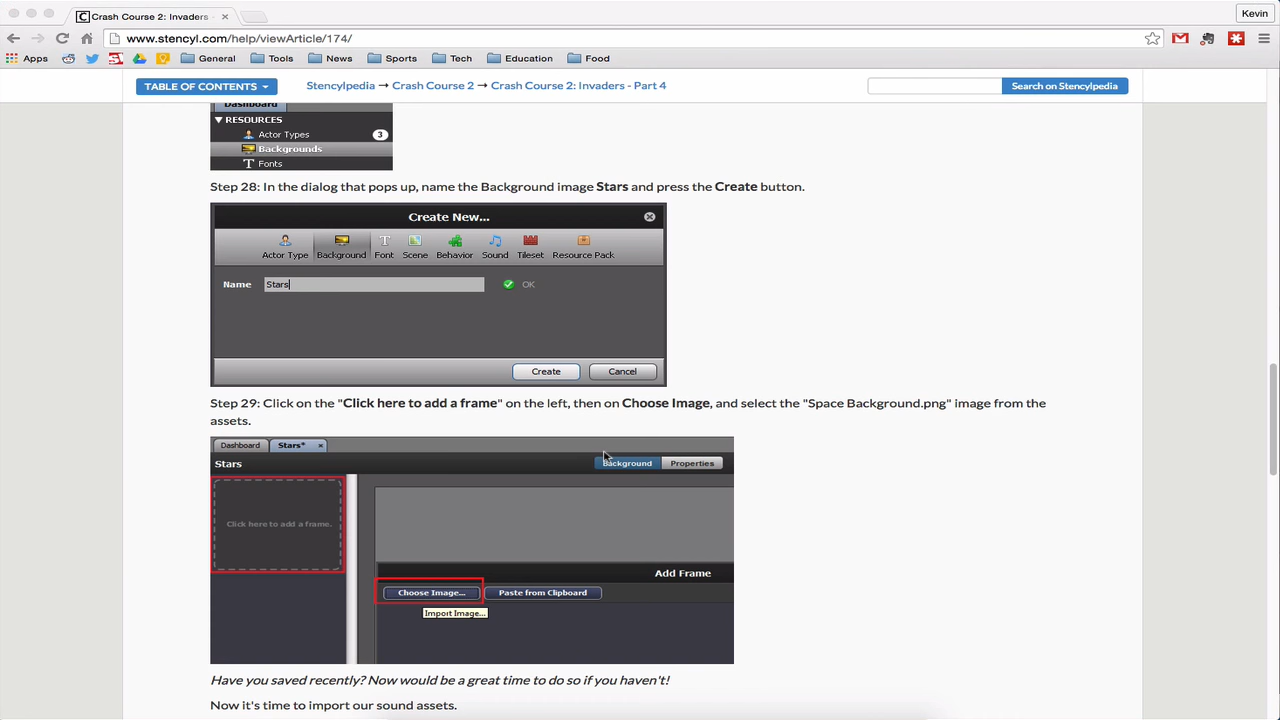 Crash Course 2: Invaders -
Kevin
www.stencyl.com/help/viewArticle/174/
Apps General Tools News Sports Tech Education Food
TABLE OF CONTENTS
Stencylpedia → Crash Course 2 → Crash Course 2: Invaders - Part 4
Search on Stencylpedia
Dashboard
RESOURCES
Actor Types 3
Backgrounds
Fonts
Step 28: In the dialog that pops up, name the Background image Stars and press the Create button.
Create New...
Actor Type Background Font Scene Behavior Sound Tileset Resource Pack
Name Stars OK
Create Cancel
Step 29: Click on the "Click here to add a frame" on the left, then on Choose Image, and select the "Space Background.png" image from the
assets.
Dashboard Stars*
Stars Background Properties
Click here to add a frame.
Add Frame
Choose Image... Paste from Clipboard
Import Image...
Have you saved recently? Now would be a great time to do so if you haven't!
Now it's time to import our sound assets.